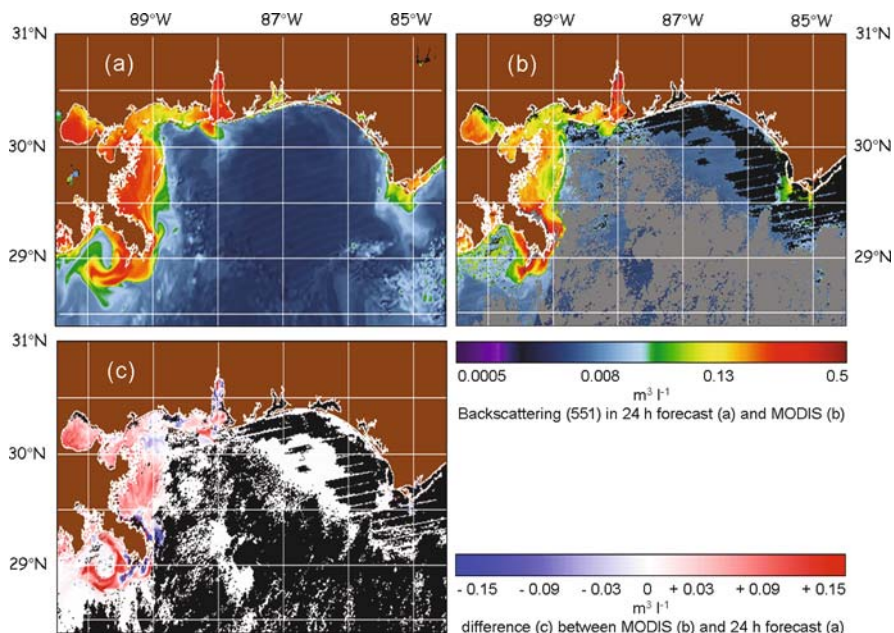 89°W 87°W 85°W 89°W 87°W 85°W
31°N
(a)
(b)
30°N
29°N
31°N
30°N
29°N
0.0005 0.008 0.13 0.5
m³ l⁻¹
Backscattering (551) in 24 h forecast (a) and MODIS (b)
31°N
(c)
30°N
29°N
- 0.15 - 0.09 - 0.03 0 + 0.03 + 0.09 + 0.15
m³ l⁻¹
difference (c) between MODIS (b) and 24 h forecast (a)